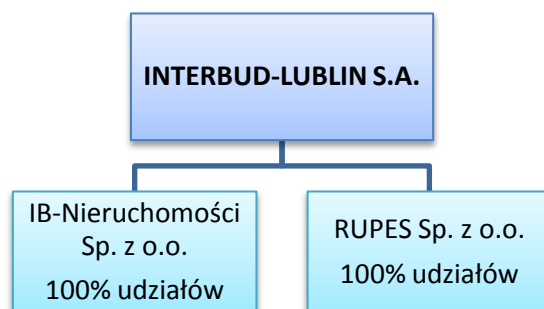 INTERBUD-LUBLIN S.A.
IB-Nieruchomości
Sp. z o.o.
100% udziałów
RUPES Sp. z o.o.
100% udziałów